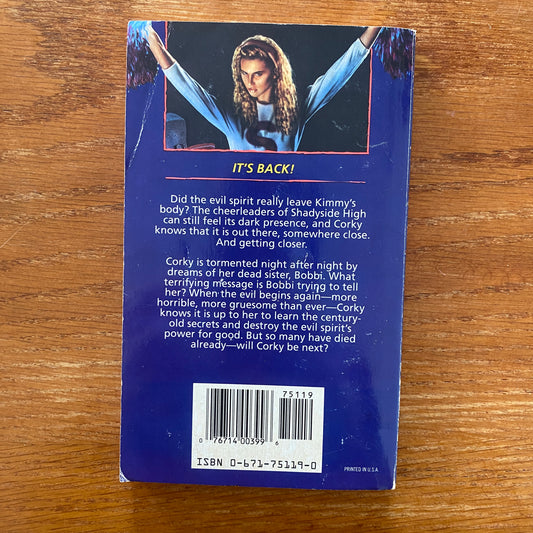 S
IT'S BACK!
Did the evil spirit really leave Kimmy's
body? The cheerleaders of Shadyside High
can still feel its dark presence, and Corky
knows that it is out there, somewhere close.
And getting closer.
Corky is tormented night after night by
dreams of her dead sister, Bobbi. What
terrifying message is Bobbi trying to tell
her? When the evil begins again—more
horrible, more gruesome than ever—Corky
knows it is up to her to learn the century-
old secrets and destroy the evil spirit's
power for good. But so many have died
already—will Corky be next?
75119
0 76714 00399 6
ISBN 0-671-75119-0
PRINTED IN U.S.A.